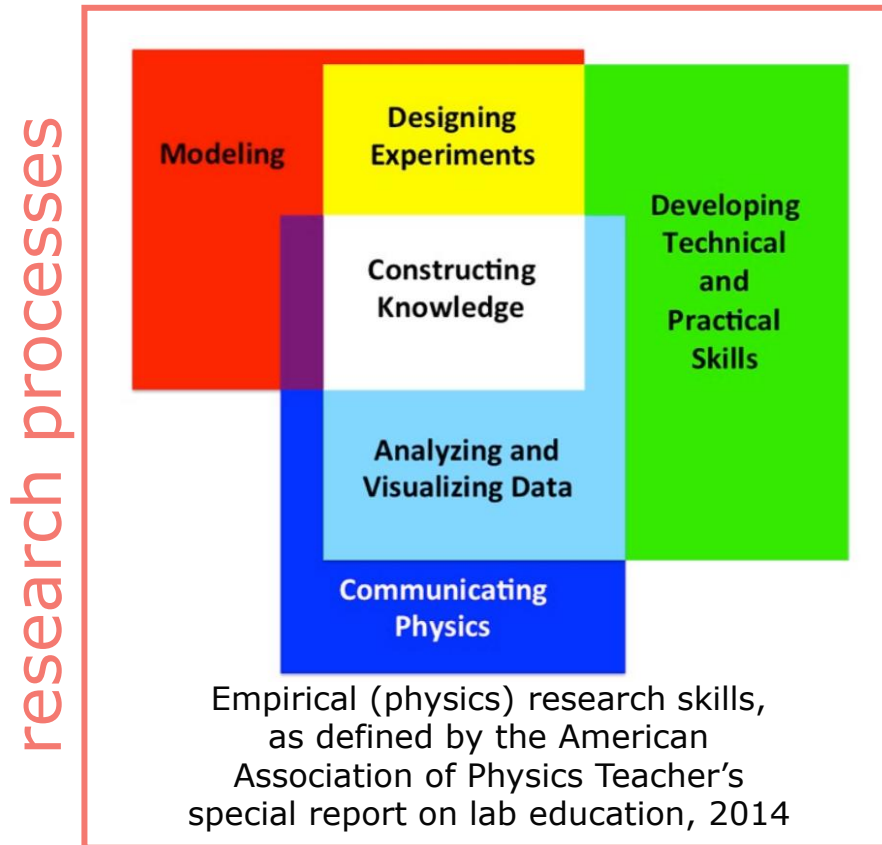 research processes
Modeling
Designing
Experiments
Developing
Technical
and
Practical
Skills
Constructing
Knowledge
Analyzing and
Visualizing Data
Communicating
Physics
Empirical (physics) research skills,
as defined by the American
Association of Physics Teacher’s
special report on lab education, 2014